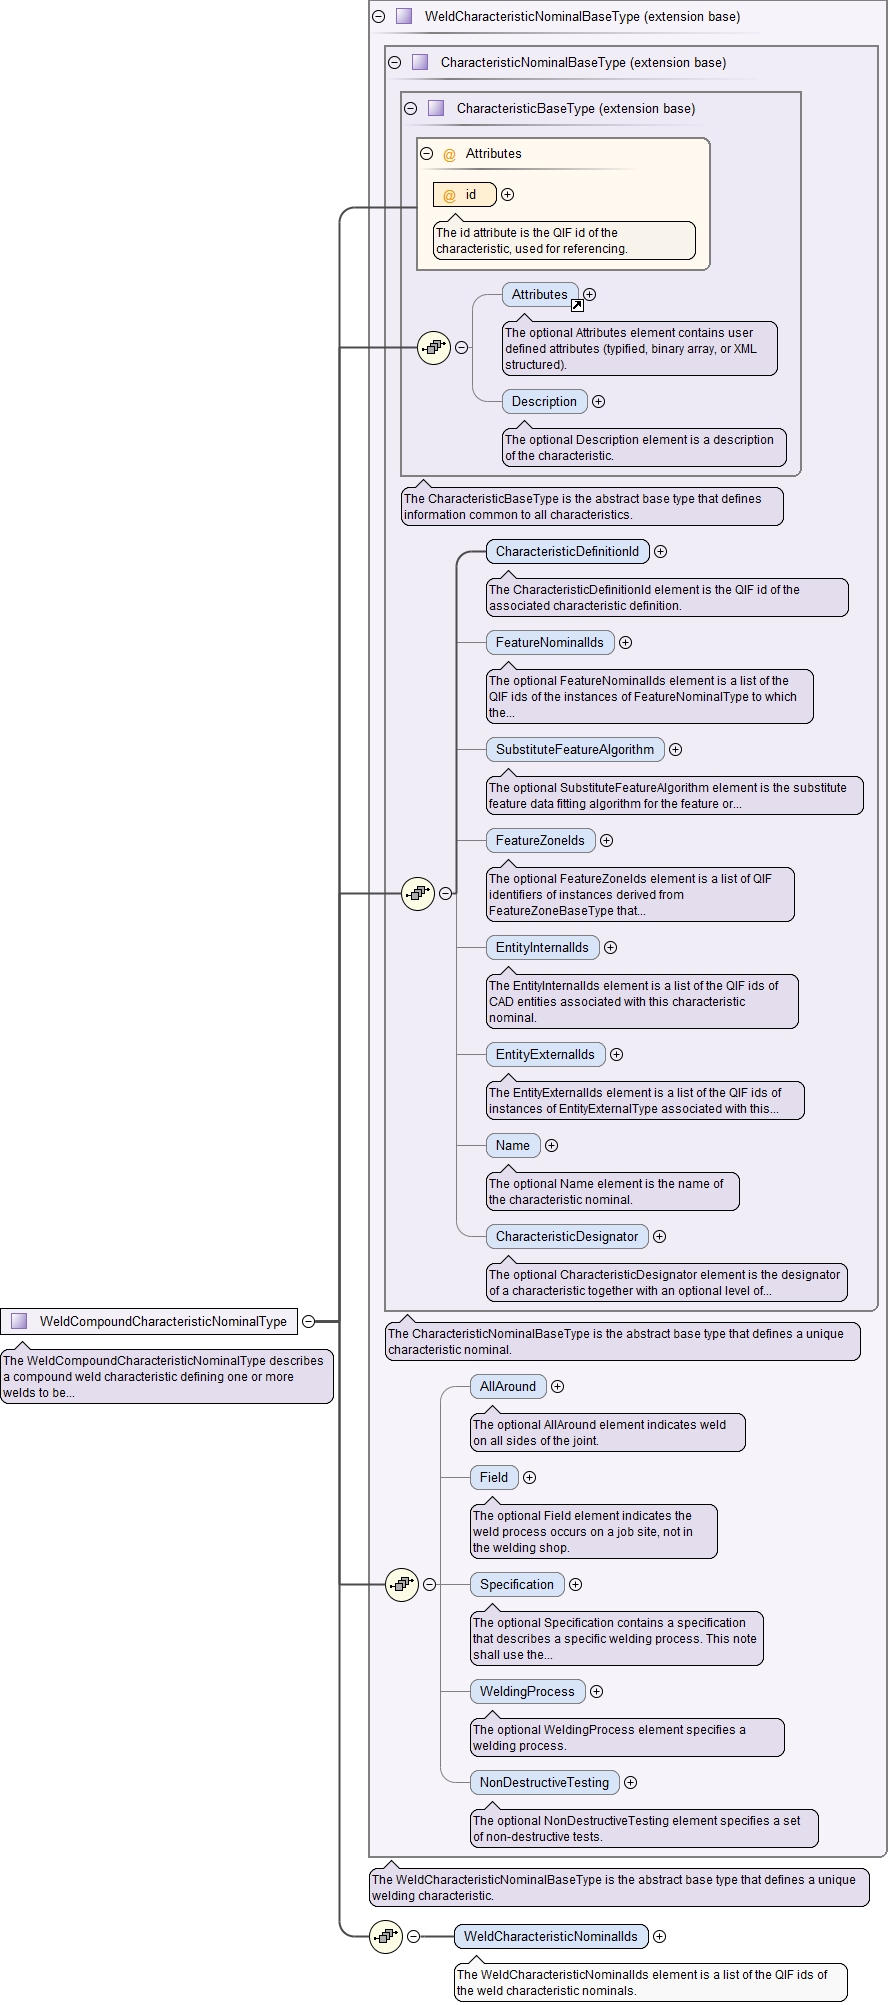 WeldCharacteristicNominalBaseType (extension base)
CharacteristicNominalBaseType (extension base)
CharacteristicBaseType (extension base)
@ Attributes
@ id
The id attribute is the QIF id of the
characteristic, used for referencing.
Attributes
The optional Attributes element contains user
defined attributes (typified, binary array, or XML
structured).
Description
The optional Description element is a description
of the characteristic.
The CharacteristicBaseType is the abstract base type that defines
information common to all characteristics.
CharacteristicDefinitionId
The CharacteristicDefinitionId element is the QIF id of the
associated characteristic definition.
FeatureNominalIds
The optional FeatureNominalIds element is a list of the
QIF ids of the instances of FeatureNominalType to which
the...
SubstituteFeatureAlgorithm
The optional SubstituteFeatureAlgorithm element is the substitute
feature data fitting algorithm for the feature or...
FeatureZoneIds
The optional FeatureZoneIds element is a list of QIF
identifiers of instances derived from
FeatureZoneBaseType that...
EntityInternalIds
The EntityInternalIds element is a list of the QIF ids of
CAD entities associated with this characteristic
nominal.
EntityExternalIds
The EntityExternalIds element is a list of the QIF ids of
instances of EntityExternalType associated with this...
Name
The optional Name element is the name of
the characteristic nominal.
CharacteristicDesignator
The optional CharacteristicDesignator element is the designator
of a characteristic together with an optional level of...
WeldCompoundCharacteristicNominalType
The WeldCompoundCharacteristicNominalType describes
a compound weld characteristic defining one or more
welds to be...
The CharacteristicNominalBaseType is the abstract base type that defines a unique
characteristic nominal.
AllAround
The optional AllAround element indicates weld
on all sides of the joint.
Field
The optional Field element indicates the
weld process occurs on a job site, not in
the welding shop.
Specification
The optional Specification contains a specification
that describes a specific welding process. This note
shall use the...
WeldingProcess
The optional WeldingProcess element specifies a
welding process.
NonDestructiveTesting
The optional NonDestructiveTesting element specifies a set
of non-destructive tests.
The WeldCharacteristicNominalBaseType is the abstract base type that defines a unique
welding characteristic.
WeldCharacteristicNominalIds
The WeldCharacteristicNominalIds element is a list of the QIF ids of
the weld characteristic nominals.